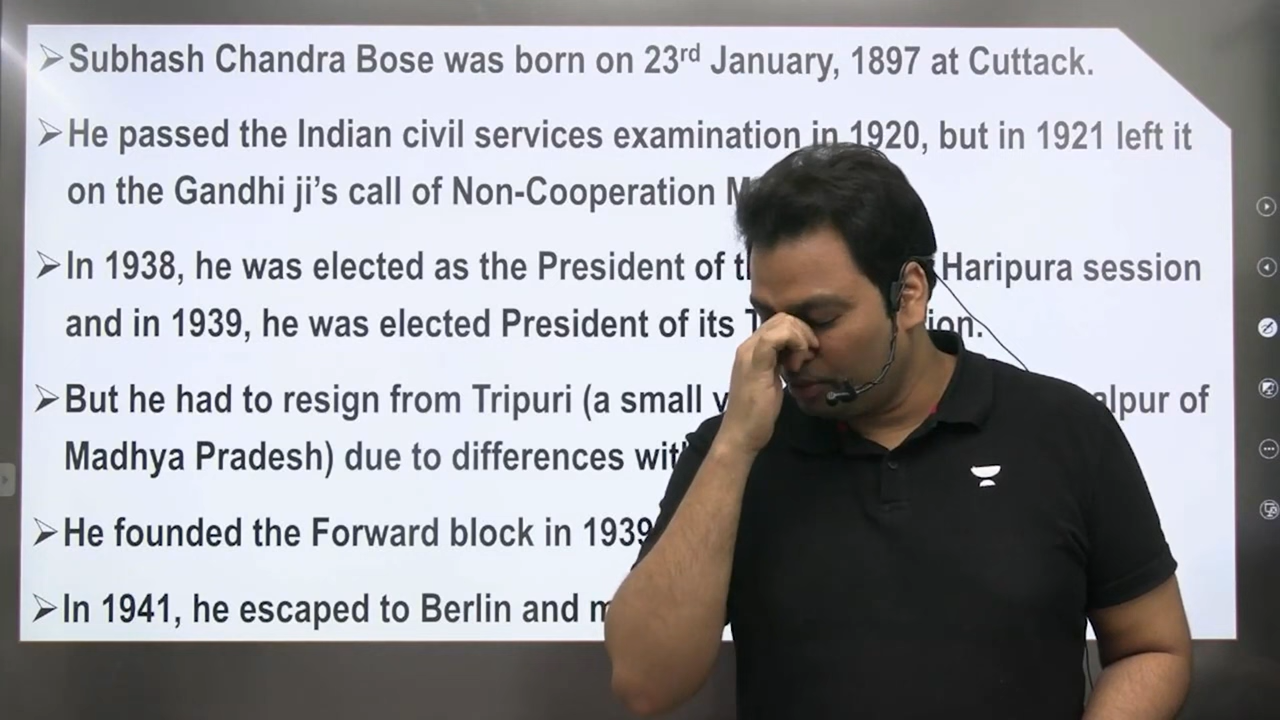 Subhash Chandra Bose was born on 23rd January, 1897 at Cuttack.
He passed the Indian civil services examination in 1920, but in 1921 left it
on the Gandhi ji's call of Non-Cooperation
In 1938, he was elected as the President of Haripura session
and in 1939, he was elected President of its
But he had to resign from Tripuri (a small of
Madhya Pradesh) due to differences
He founded the Forward block in 1939
In 1941, he escaped to Berlin and